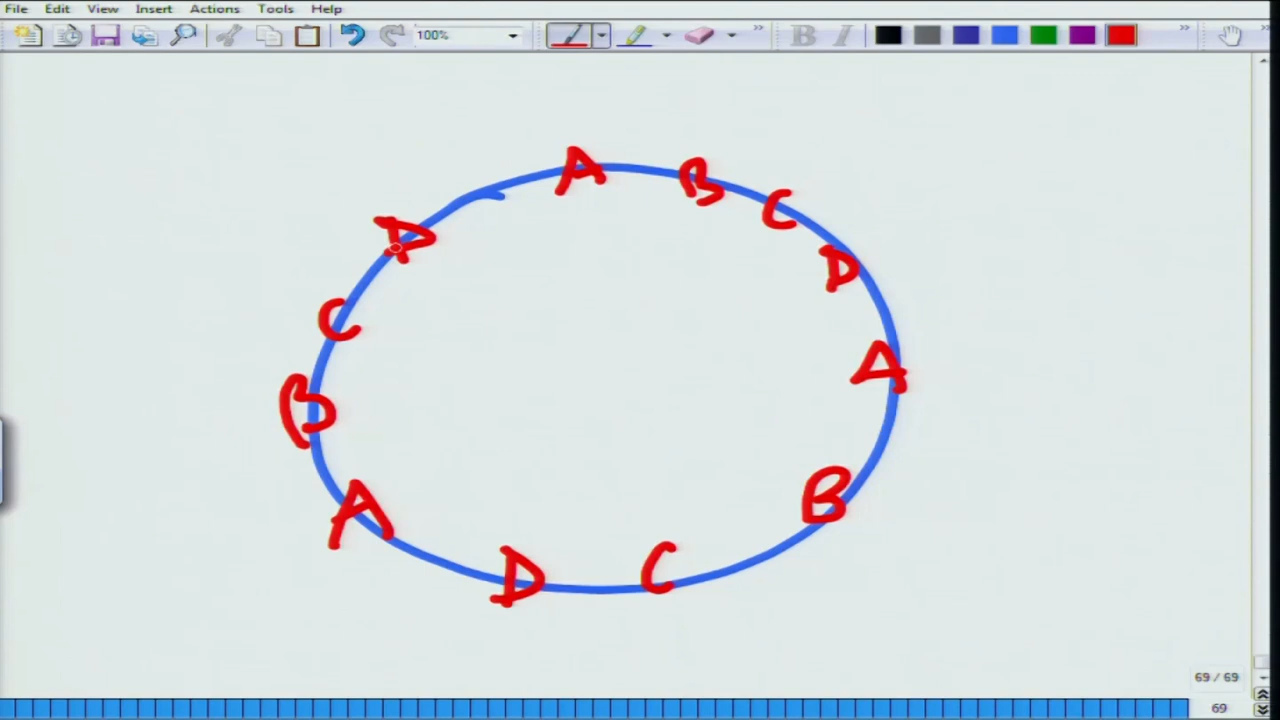 File Edit View Insert Actions Tools Help
100% B I
A
B
C
D
A
B
C
D
A
B
C
D
69 / 69
69